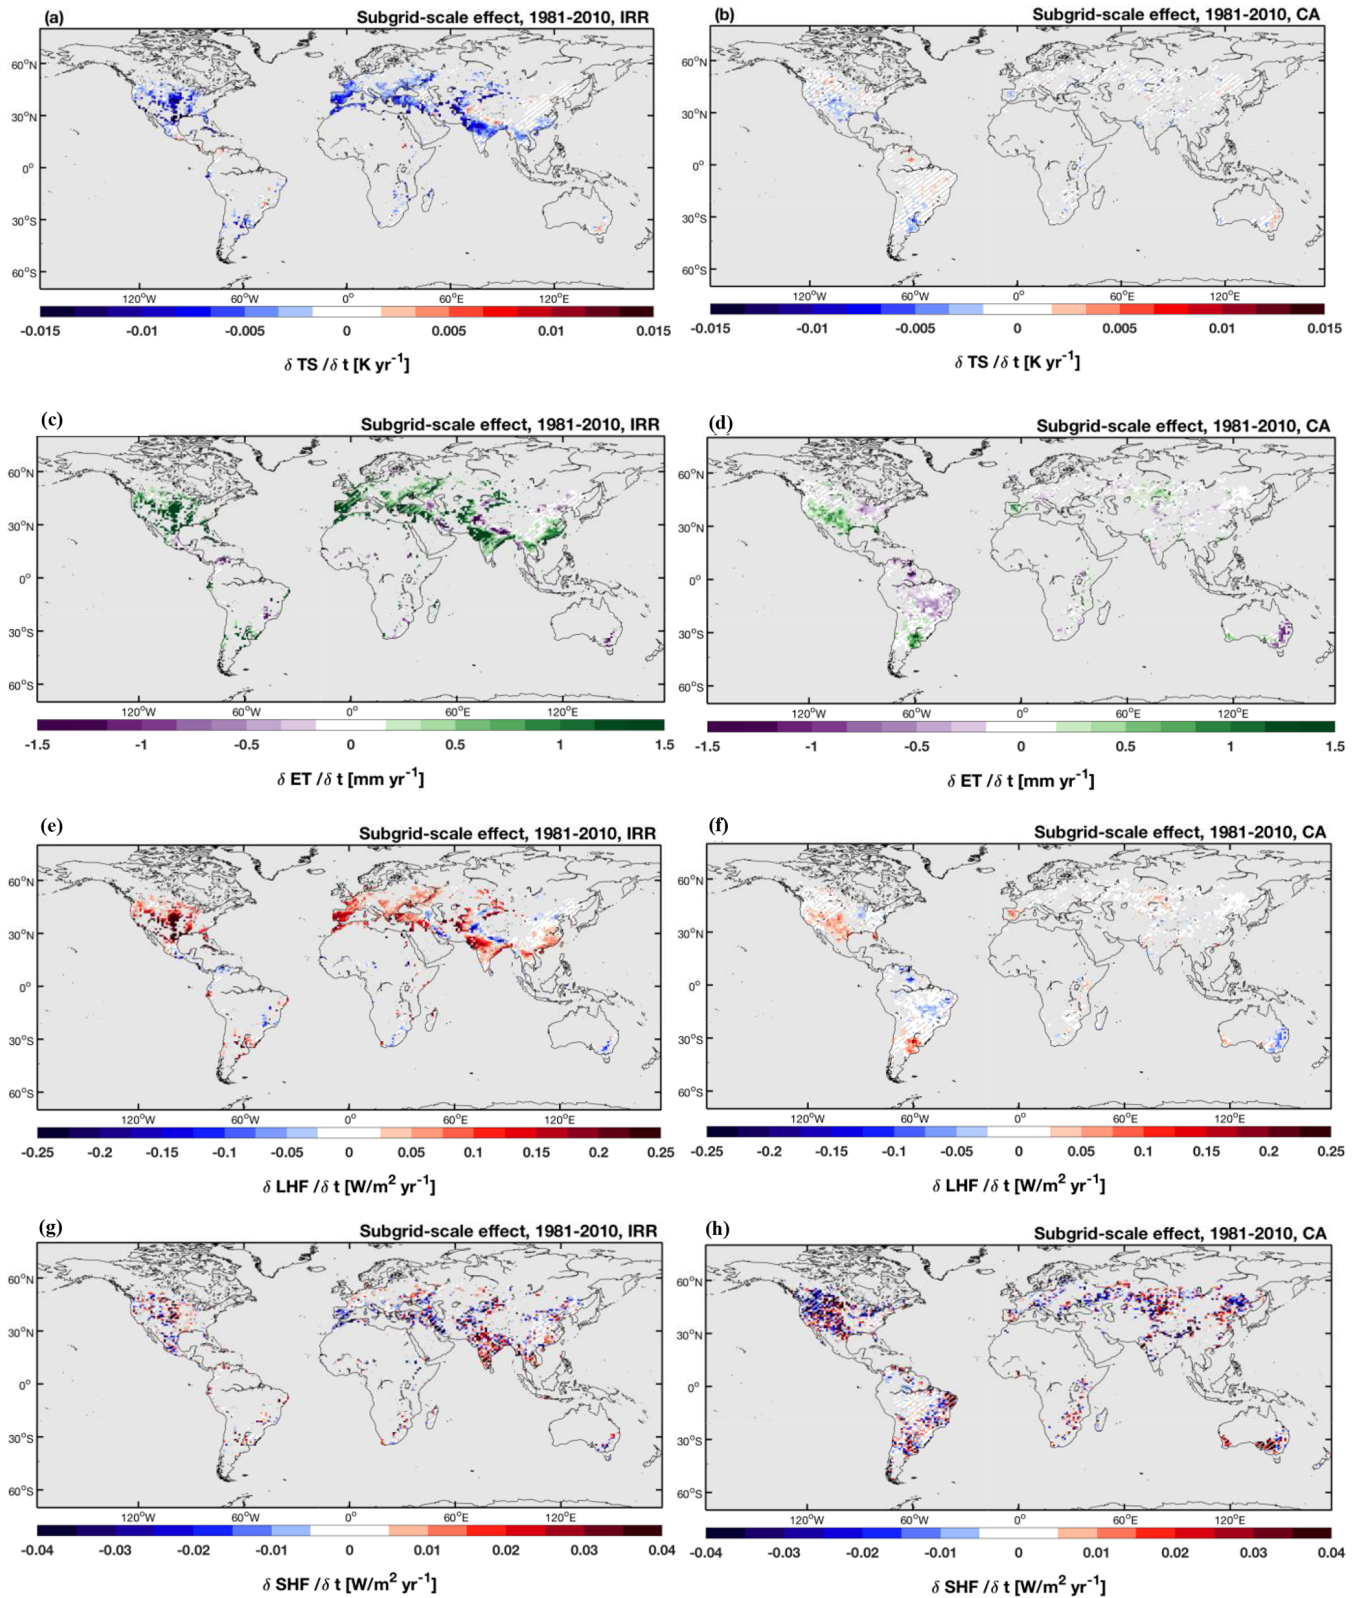 (a) Subgrid-scale effect, 1981-2010, IRR
60°N
30°N
0°
30°S
60°S
120°W 60°W 0° 60°E 120°E
-0.015 -0.01 -0.005 0 0.005 0.01 0.015
δ TS /δ t [K yr⁻¹]
(b) Subgrid-scale effect, 1981-2010, CA
60°N
30°N
0°
30°S
60°S
120°W 60°W 0° 60°E 120°E
-0.015 -0.01 -0.005 0 0.005 0.01 0.015
δ TS /δ t [K yr⁻¹]
(c) Subgrid-scale effect, 1981-2010, IRR
60°N
30°N
0°
30°S
60°S
120°W 60°W 0° 60°E 120°E
-1.5 -1 -0.5 0 0.5 1 1.5
δ ET /δ t [mm yr⁻¹]
(d) Subgrid-scale effect, 1981-2010, CA
60°N
30°N
0°
30°S
60°S
120°W 60°W 0° 60°E 120°E
-1.5 -1 -0.5 0 0.5 1 1.5
δ ET /δ t [mm yr⁻¹]
(e) Subgrid-scale effect, 1981-2010, IRR
60°N
30°N
0°
30°S
60°S
120°W 60°W 0° 60°E 120°E
-0.25 -0.2 -0.15 -0.1 -0.05 0 0.05 0.1 0.15 0.2 0.25
δ LHF /δ t [W/m² yr⁻¹]
(f) Subgrid-scale effect, 1981-2010, CA
60°N
30°N
0°
30°S
60°S
120°W 60°W 0° 60°E 120°E
-0.25 -0.2 -0.15 -0.1 -0.05 0 0.05 0.1 0.15 0.2 0.25
δ LHF /δ t [W/m² yr⁻¹]
(g) Subgrid-scale effect, 1981-2010, IRR
60°N
30°N
0°
30°S
60°S
120°W 60°W 0° 60°E 120°E
-0.04 -0.03 -0.02 -0.01 0 0.01 0.02 0.03 0.04
δ SHF /δ t [W/m² yr⁻¹]
(h) Subgrid-scale effect, 1981-2010, CA
60°N
30°N
0°
30°S
60°S
120°W 60°W 0° 60°E 120°E
-0.04 -0.03 -0.02 -0.01 0 0.01 0.02 0.03 0.04
δ SHF /δ t [W/m² yr⁻¹]